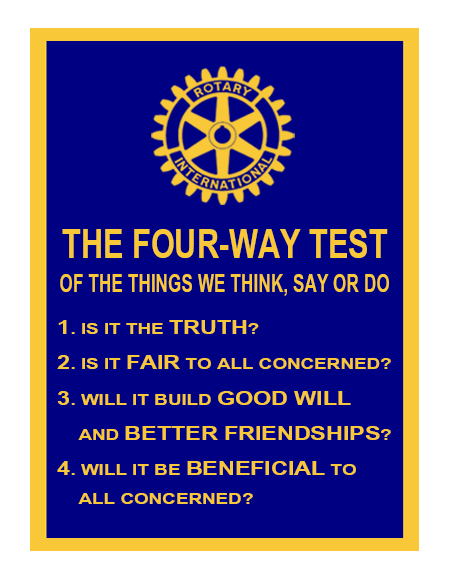 ROTARY
INTERNATIONAL
THE FOUR-WAY TEST
OF THE THINGS WE THINK, SAY OR DO
1. IS IT THE TRUTH?
2. IS IT FAIR TO ALL CONCERNED?
3. WILL IT BUILD GOOD WILL
AND BETTER FRIENDSHIPS?
4. WILL IT BE BENEFICIAL TO
ALL CONCERNED?